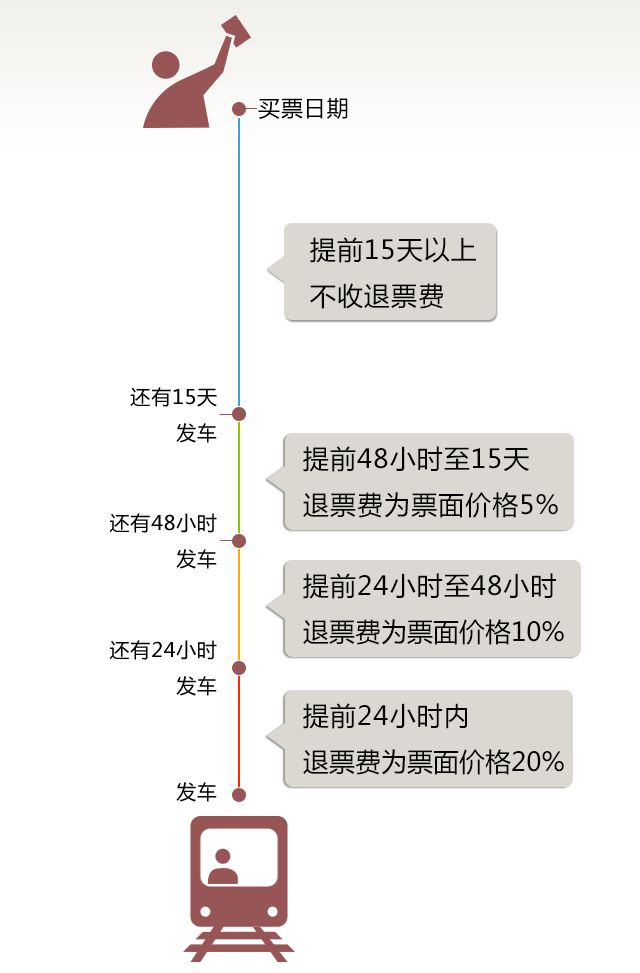 买票日期
提前15天以上
不收退票费
还有15天
发车
提前48小时至15天
退票费为票面价格5%
还有48小时
发车
提前24小时至48小时
退票费为票面价格10%
还有24小时
发车
提前24小时内
退票费为票面价格20%
发车